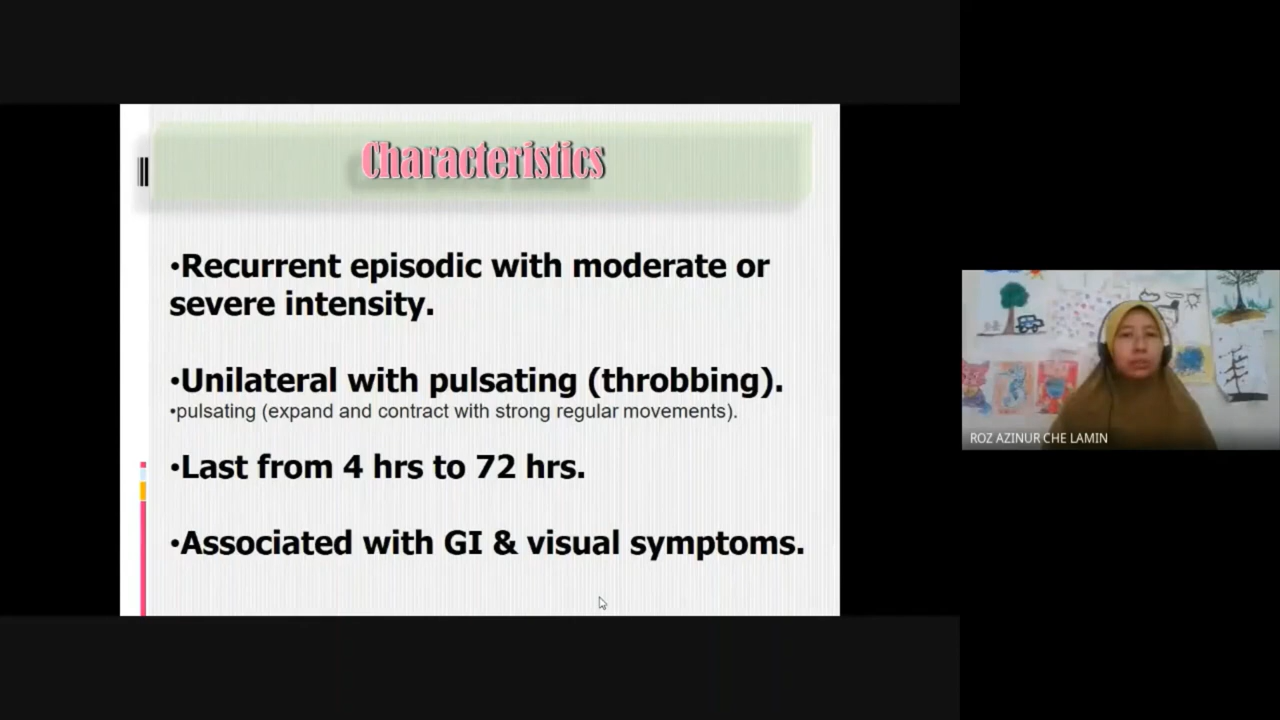 Characteristics
•Recurrent episodic with moderate or
severe intensity.
•Unilateral with pulsating (throbbing).
•pulsating (expand and contract with strong regular movements).
•Last from 4 hrs to 72 hrs.
•Associated with GI & visual symptoms.
ROZ AZINUR CHE LAMIN